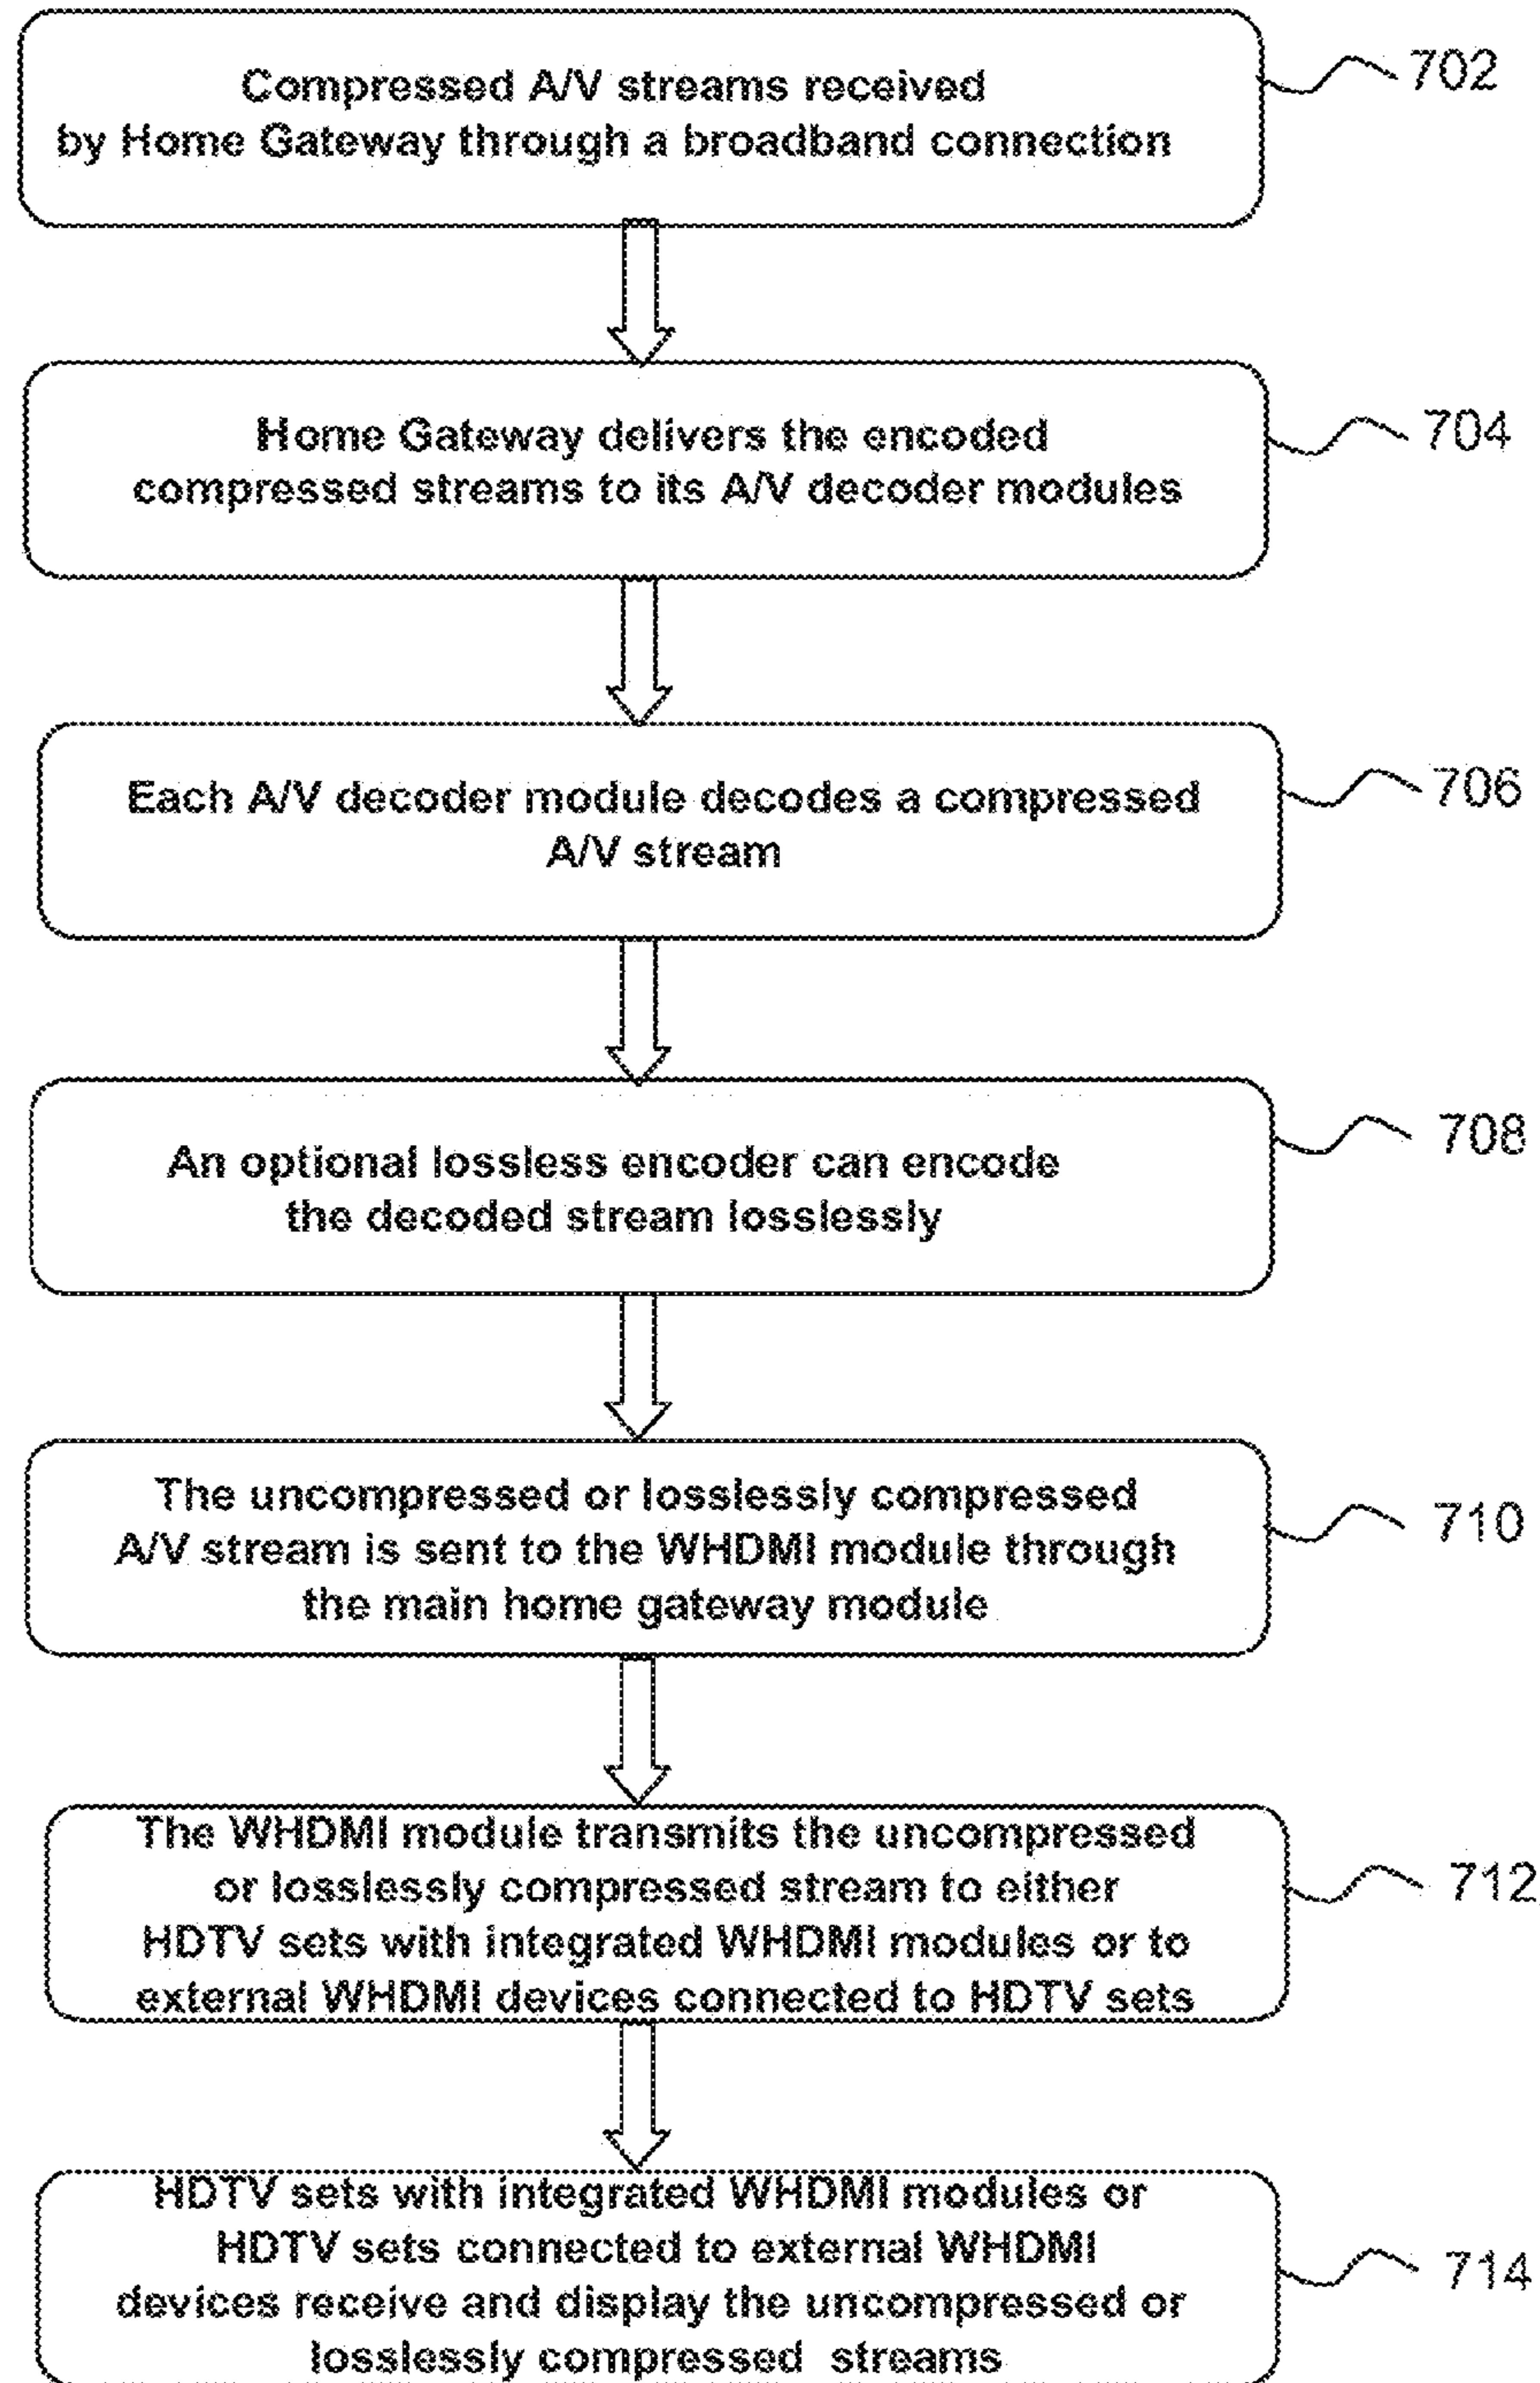 Compressed A/V streams received
by Home Gateway through a broadband connection
702
Home Gateway delivers the encoded
compressed streams to its A/V decoder modules
704
Each A/V decoder module decodes a compressed
A/V stream
706
An optional lossless encoder can encode
the decoded stream losslessly
708
The uncompressed or losslessly compressed
A/V stream is sent to the WHDMI module through
the main home gateway module
710
The WHDMI module transmits the uncompressed
or losslessly compressed stream to either
HDTV sets with integrated WHDMI modules or to
external WHDMI devices connected to HDTV sets
712
HDTV sets with integrated WHDMI modules or
HDTV sets connected to external WHDMI
devices receive and display the uncompressed or
losslessly compressed streams
714